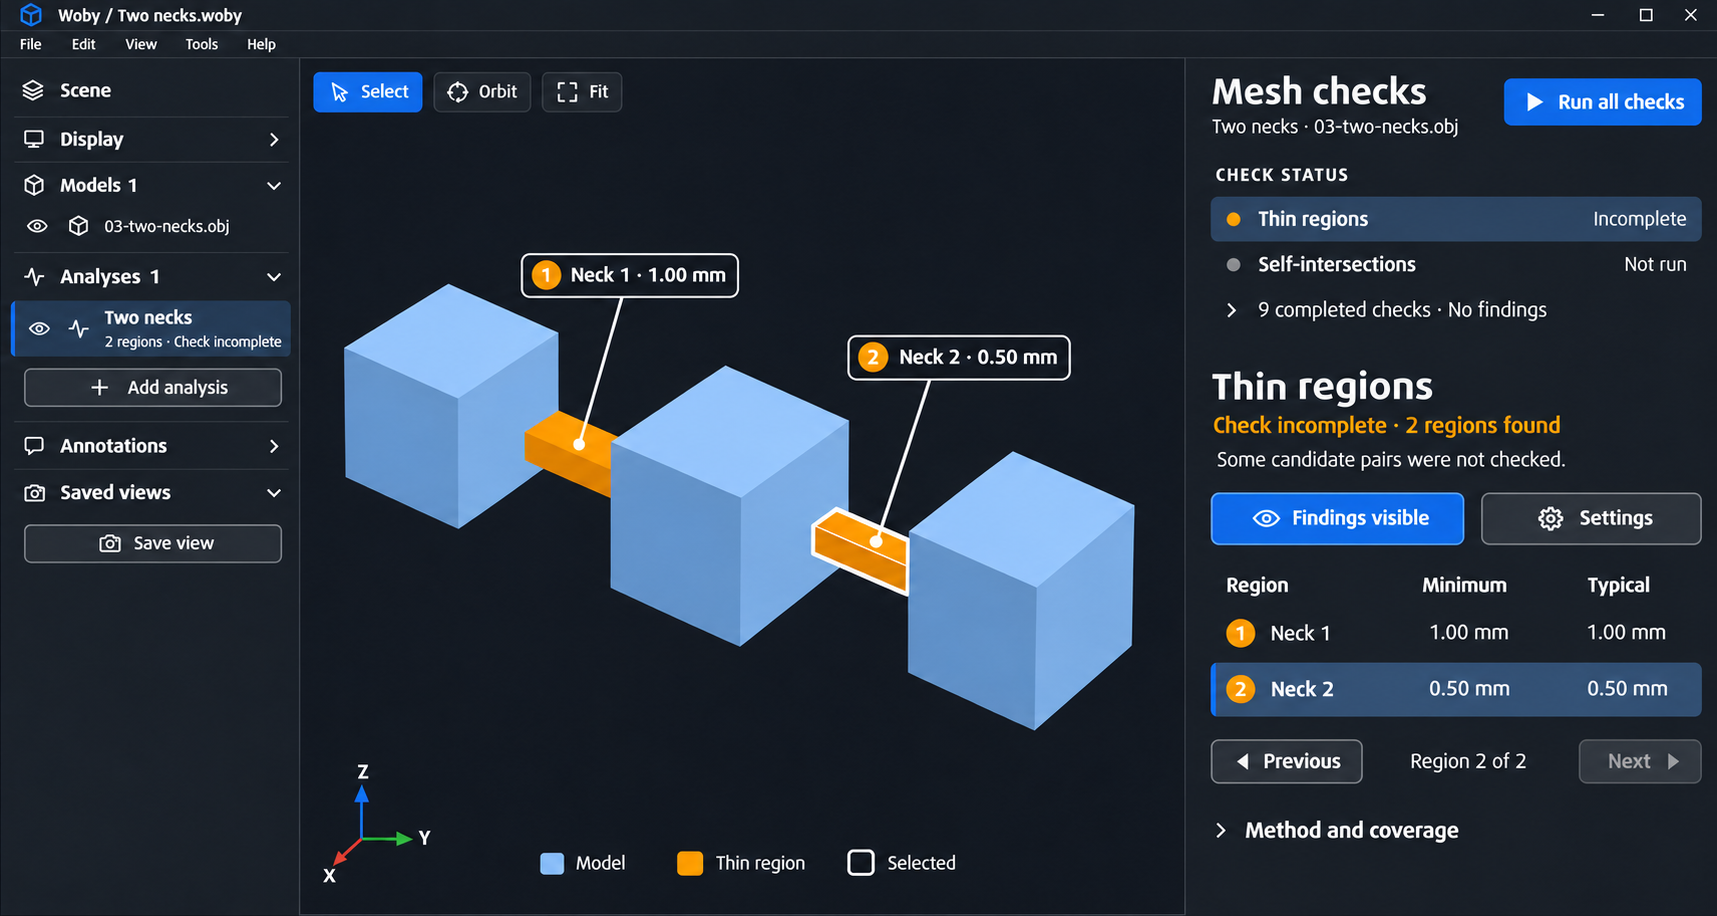 Woby / Two necks.woby
File Edit View Tools Help
Scene
Display
Models 1
03-two-necks.obj
Analyses 1
Two necks
2 regions · Check incomplete
+ Add analysis
Annotations
Saved views
Save view
Select Orbit Fit
1 Neck 1 · 1.00 mm
2 Neck 2 · 0.50 mm
Z
Y
X
Model Thin region Selected
Mesh checks
Two necks · 03-two-necks.obj
Run all checks
CHECK STATUS
Thin regions Incomplete
Self-intersections Not run
9 completed checks · No findings
Thin regions
Check incomplete · 2 regions found
Some candidate pairs were not checked.
Findings visible Settings
Region Minimum Typical
1 Neck 1 1.00 mm 1.00 mm
2 Neck 2 0.50 mm 0.50 mm
Previous Region 2 of 2 Next
Method and coverage